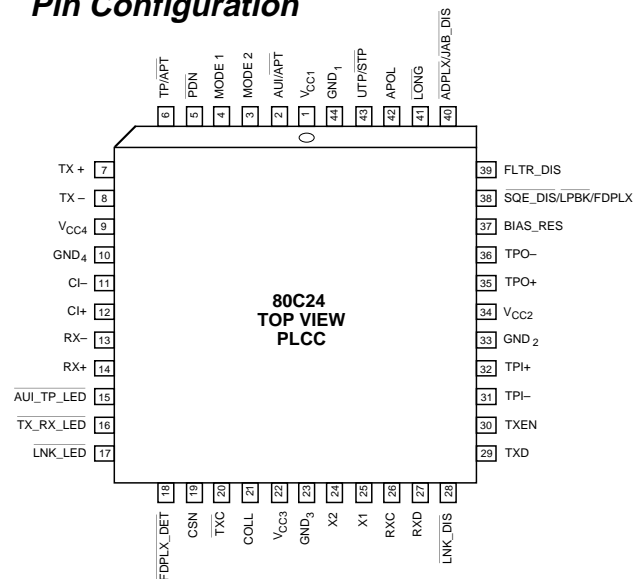 Pin Configuration
TP/APT
PDN
MODE 1
MODE 2
AUI/APT
VCC1
GND1
UTP/STP
APOL
LONG
ADPLX/JAB_DIS
6 5 4 3 2 1 44 43 42 41 40
TX + 7
TX – 8
VCC4 9
GND4 10
CI– 11
CI+ 12
RX– 13
RX+ 14
AUI_TP_LED 15
TX_RX_LED 16
LNK_LED 17
80C24
TOP VIEW
PLCC
39 FLTR_DIS
38 SQE_DIS/LPBK/FDPLX
37 BIAS_RES
36 TPO–
35 TPO+
34 VCC2
33 GND 2
32 TPI+
31 TPI–
30 TXEN
29 TXD
18 19 20 21 22 23 24 25 26 27 28
FDPLX_DET
CSN
TXC
COLL
VCC3
GND3
X2
X1
RXC
RXD
LNK_DIS